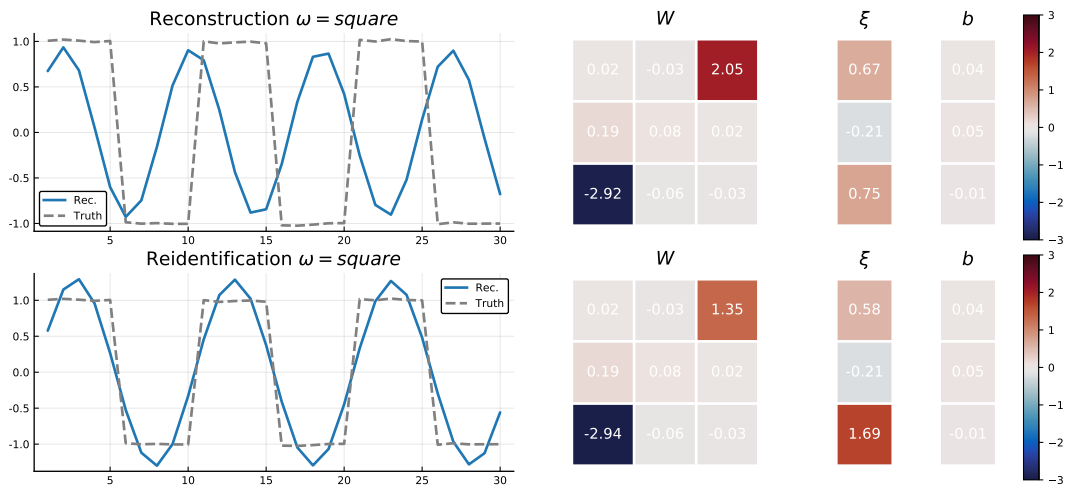 Reconstruction ω = square
1.0
0.5
0.0
-0.5
-1.0
Rec.
Truth
5 10 15 20 25 30
W
0.02 -0.03 2.05
0.19 0.08 0.02
-2.92 -0.06 -0.03
ξ
0.67
-0.21
0.75
b
0.04
0.05
-0.01
3
2
1
0
−1
−2
−3
Reidentification ω = square
1.0
0.5
0.0
-0.5
-1.0
Rec.
Truth
5 10 15 20 25 30
W
0.02 -0.03 1.35
0.19 0.08 0.02
-2.94 -0.06 -0.03
ξ
0.58
-0.21
1.69
b
0.04
0.05
-0.01
3
2
1
0
−1
−2
−3